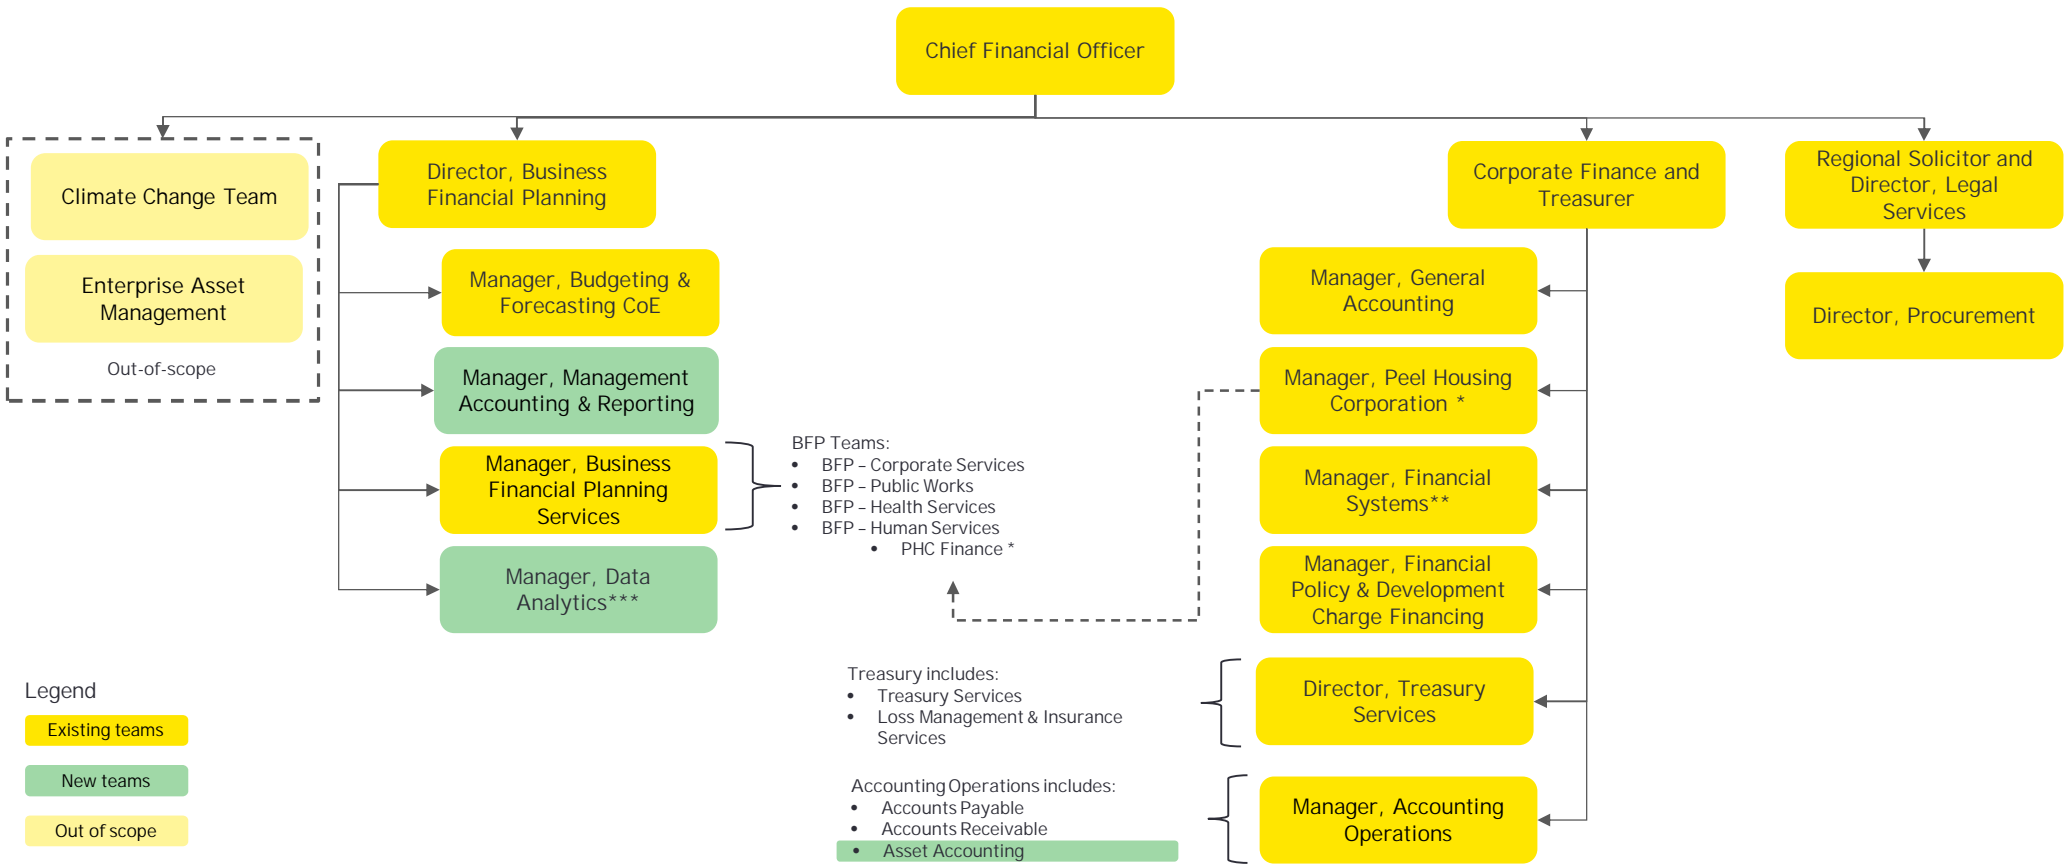 Chief Financial Officer
Climate Change Team
Enterprise Asset
Management
Out-of-scope
Director, Business
Financial Planning
Manager, Budgeting &
Forecasting CoE
Manager, Management
Accounting & Reporting
Manager, Business
Financial Planning
Services
Manager, Data
Analytics***
BFP Teams:
• BFP – Corporate Services
• BFP – Public Works
• BFP – Health Services
• BFP – Human Services
• PHC Finance *
Corporate Finance and
Treasurer
Manager, General
Accounting
Manager, Peel Housing
Corporation *
Manager, Financial
Systems**
Manager, Financial
Policy & Development
Charge Financing
Director, Treasury
Services
Treasury includes:
• Treasury Services
• Loss Management & Insurance
Services
Manager, Accounting
Operations
Accounting Operations includes:
• Accounts Payable
• Accounts Receivable
• Asset Accounting
Regional Solicitor and
Director, Legal
Services
Director, Procurement
Legend
Existing teams
New teams
Out of scope